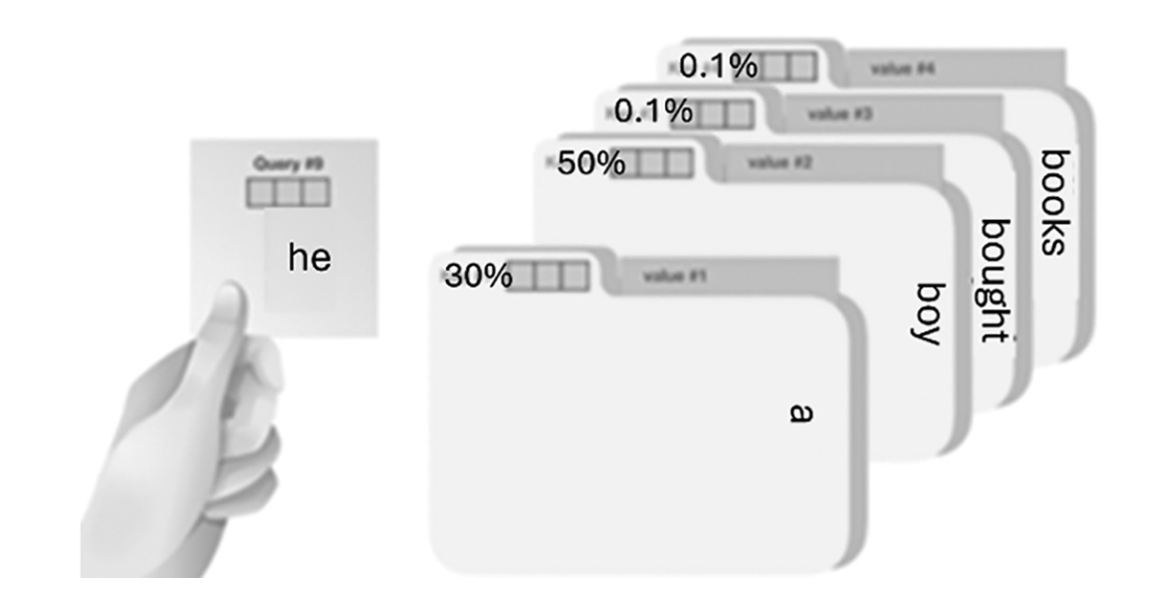 Query #9
he
30%
value #1
a
50%
value #2
boy
0.1%
value #3
bought
0.1%
value #4
books